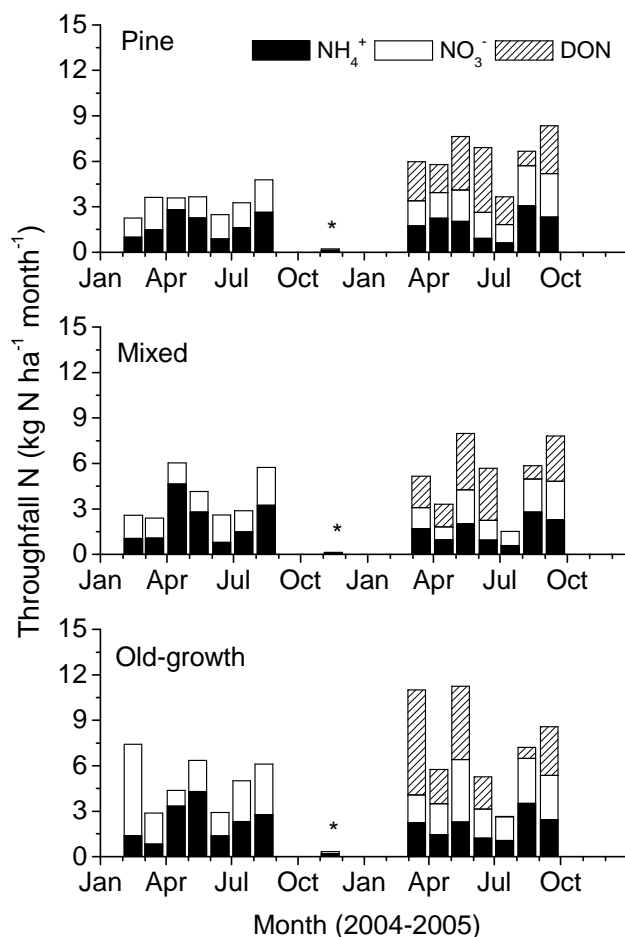 Pine
NH₄⁺ NO₃⁻ DON
15
12
9
6
3
0
*
Jan Apr Jul Oct Jan Apr Jul Oct
Mixed
15
12
9
6
3
0
*
Jan Apr Jul Oct Jan Apr Jul Oct
Old-growth
15
12
9
6
3
0
*
Jan Apr Jul Oct Jan Apr Jul Oct
Throughfall N (kg N ha⁻¹ month⁻¹)
Month (2004-2005)